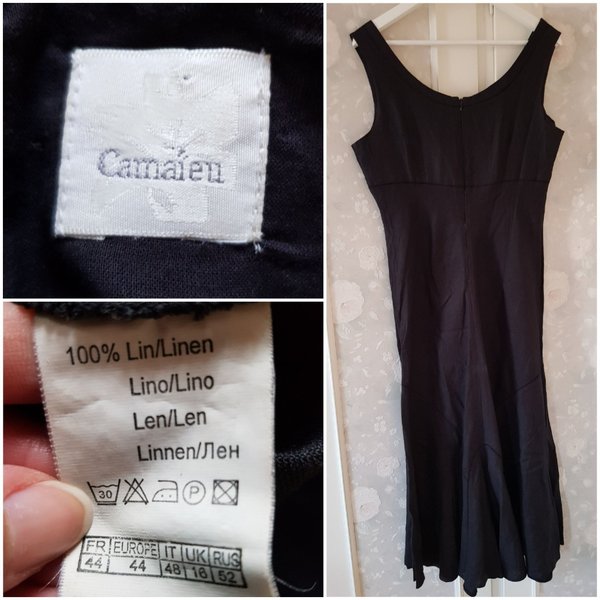 Camaïeu
100% Lin/Linen
Lino/Lino
Len/Len
Linnen/Лен
30 P
FR EUROPE IT UK RUS
44 44 48 16 52